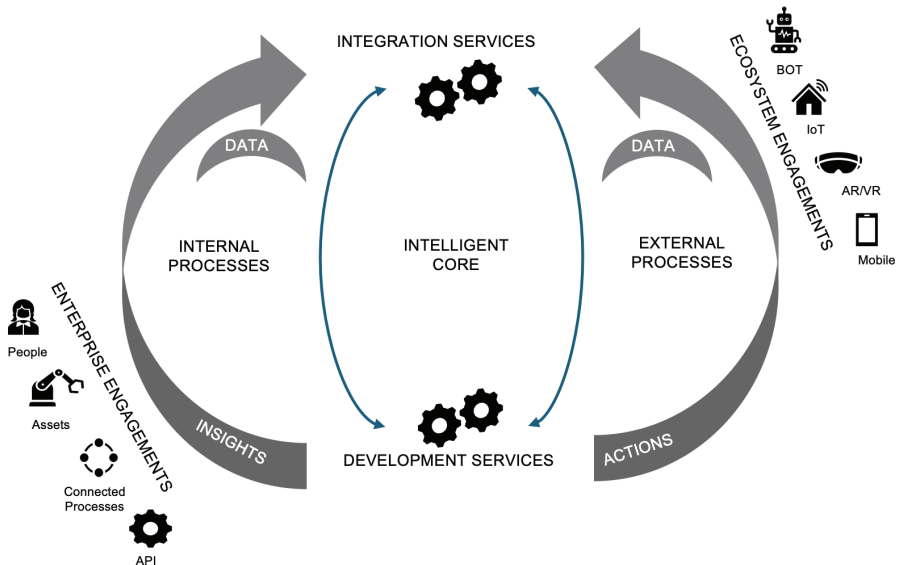 INTEGRATION SERVICES
BOT
IoT
AR/VR
Mobile
ECOSYSTEM ENGAGEMENTS
DATA
DATA
INTERNAL
PROCESSES
INTELLIGENT
CORE
EXTERNAL
PROCESSES
ENTERPRISE ENGAGEMENTS
People
Assets
Connected
Processes
API
INSIGHTS
DEVELOPMENT SERVICES
ACTIONS